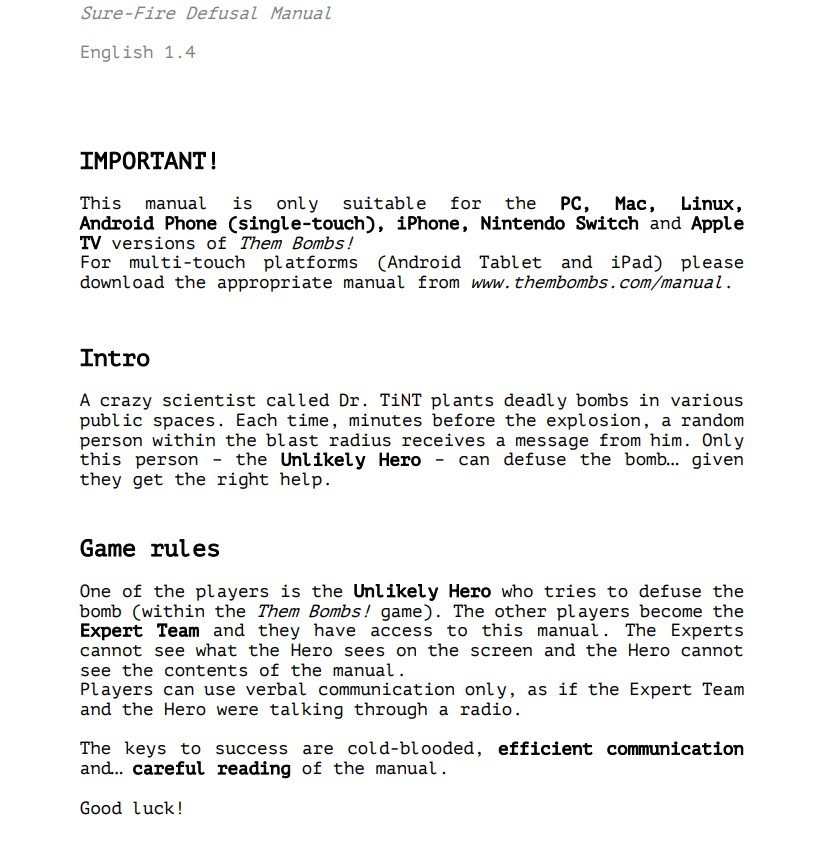 Sure-Fire Defusal Manual
English 1.4
IMPORTANT!
This manual is only suitable for the PC, Mac, Linux,
Android Phone (single-touch), iPhone, Nintendo Switch and Apple
TV versions of Them Bombs!
For multi-touch platforms (Android Tablet and iPad) please
download the appropriate manual from www.thembombs.com/manual.
Intro
A crazy scientist called Dr. TiNT plants deadly bombs in various
public spaces. Each time, minutes before the explosion, a random
person within the blast radius receives a message from him. Only
this person – the Unlikely Hero – can defuse the bomb… given
they get the right help.
Game rules
One of the players is the Unlikely Hero who tries to defuse the
bomb (within the Them Bombs! game). The other players become the
Expert Team and they have access to this manual. The Experts
cannot see what the Hero sees on the screen and the Hero cannot
see the contents of the manual.
Players can use verbal communication only, as if the Expert Team
and the Hero were talking through a radio.
The keys to success are cold-blooded, efficient communication
and… careful reading of the manual.
Good luck!